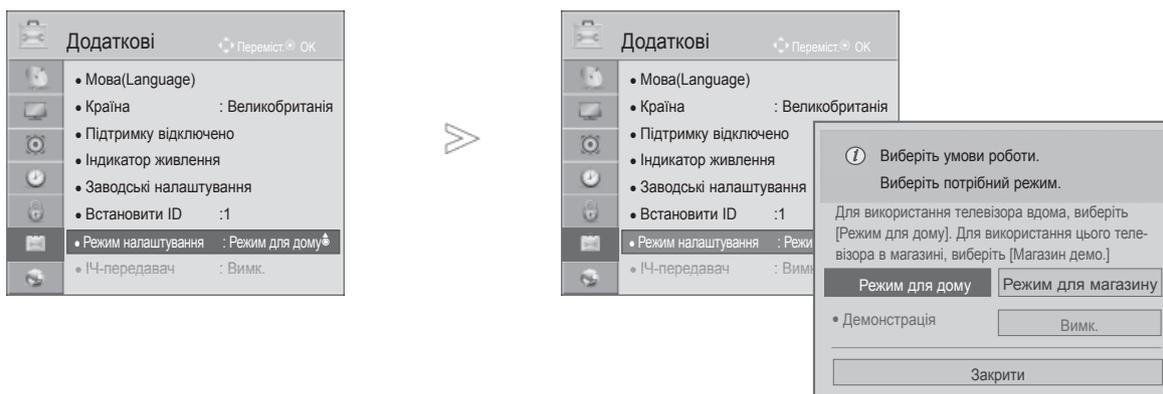 Додаткові
Переміст. OK
• Мова(Language)
• Країна : Великобританія
• Підтримку відключено
• Індикатор живлення
• Заводські налаштування
• Встановити ID :1
• Режим налаштування : Режим для дому
• ІЧ-передавач : Вимк.
Додаткові
Переміст. OK
• Мова(Language)
• Країна : Великобританія
• Підтримку відключено
• Індикатор живлення
• Заводські налаштування
• Встановити ID :1
• Режим налаштування : Режи
• ІЧ-передавач : Вимк
Виберіть умови роботи.
Виберіть потрібний режим.
Для використання телевізора вдома, виберіть
[Режим для дому]. Для використання цього теле-
візора в магазині, виберіть [Магазин демо.]
Режим для дому Режим для магазину
• Демонстрація Вимк.
Закрити